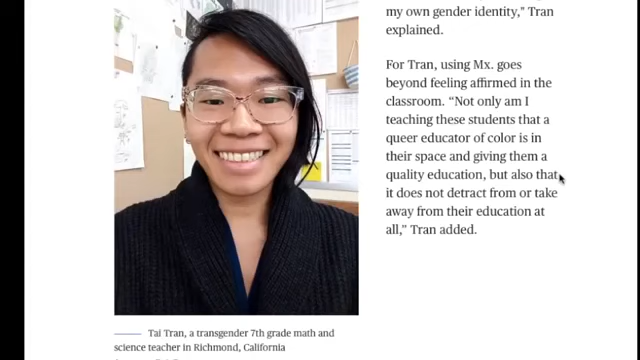 my own gender identity," Tran
explained.
For Tran, using Mx. goes
beyond feeling affirmed in the
classroom. “Not only am I
teaching these students that a
queer educator of color is in
their space and giving them a
quality education, but also that
it does not detract from or take
away from their education at
all,” Tran added.
Tai Tran, a transgender 7th grade math and
science teacher in Richmond, California